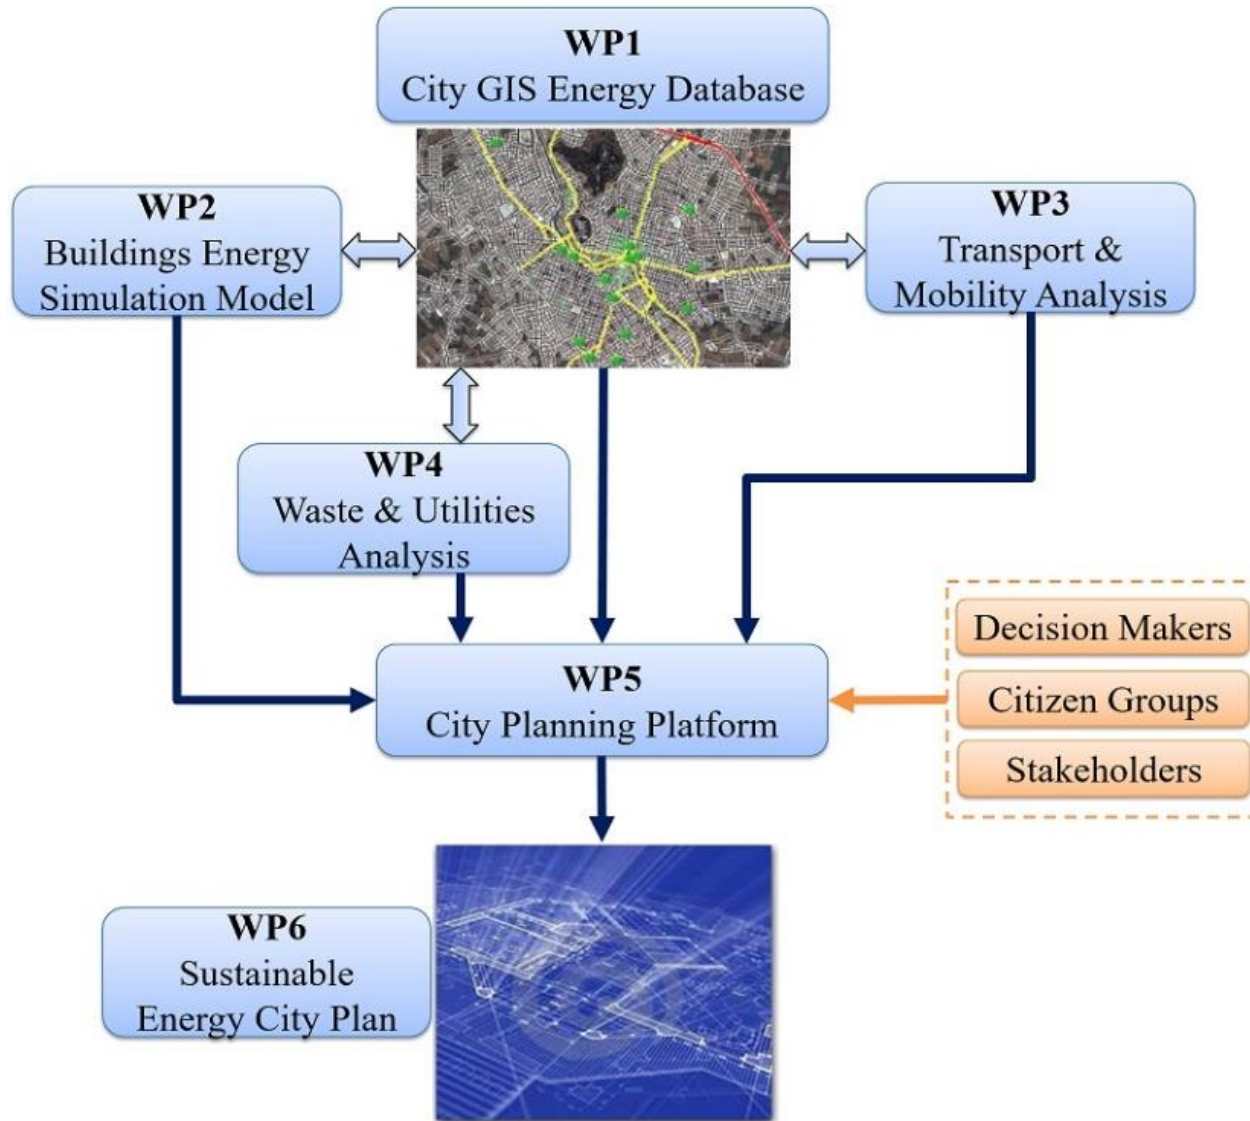 WP1
City GIS Energy Database
WP2
Buildings Energy
Simulation Model
WP3
Transport &
Mobility Analysis
WP4
Waste & Utilities
Analysis
WP5
City Planning Platform
Decision Makers
Citizen Groups
Stakeholders
WP6
Sustainable
Energy City Plan